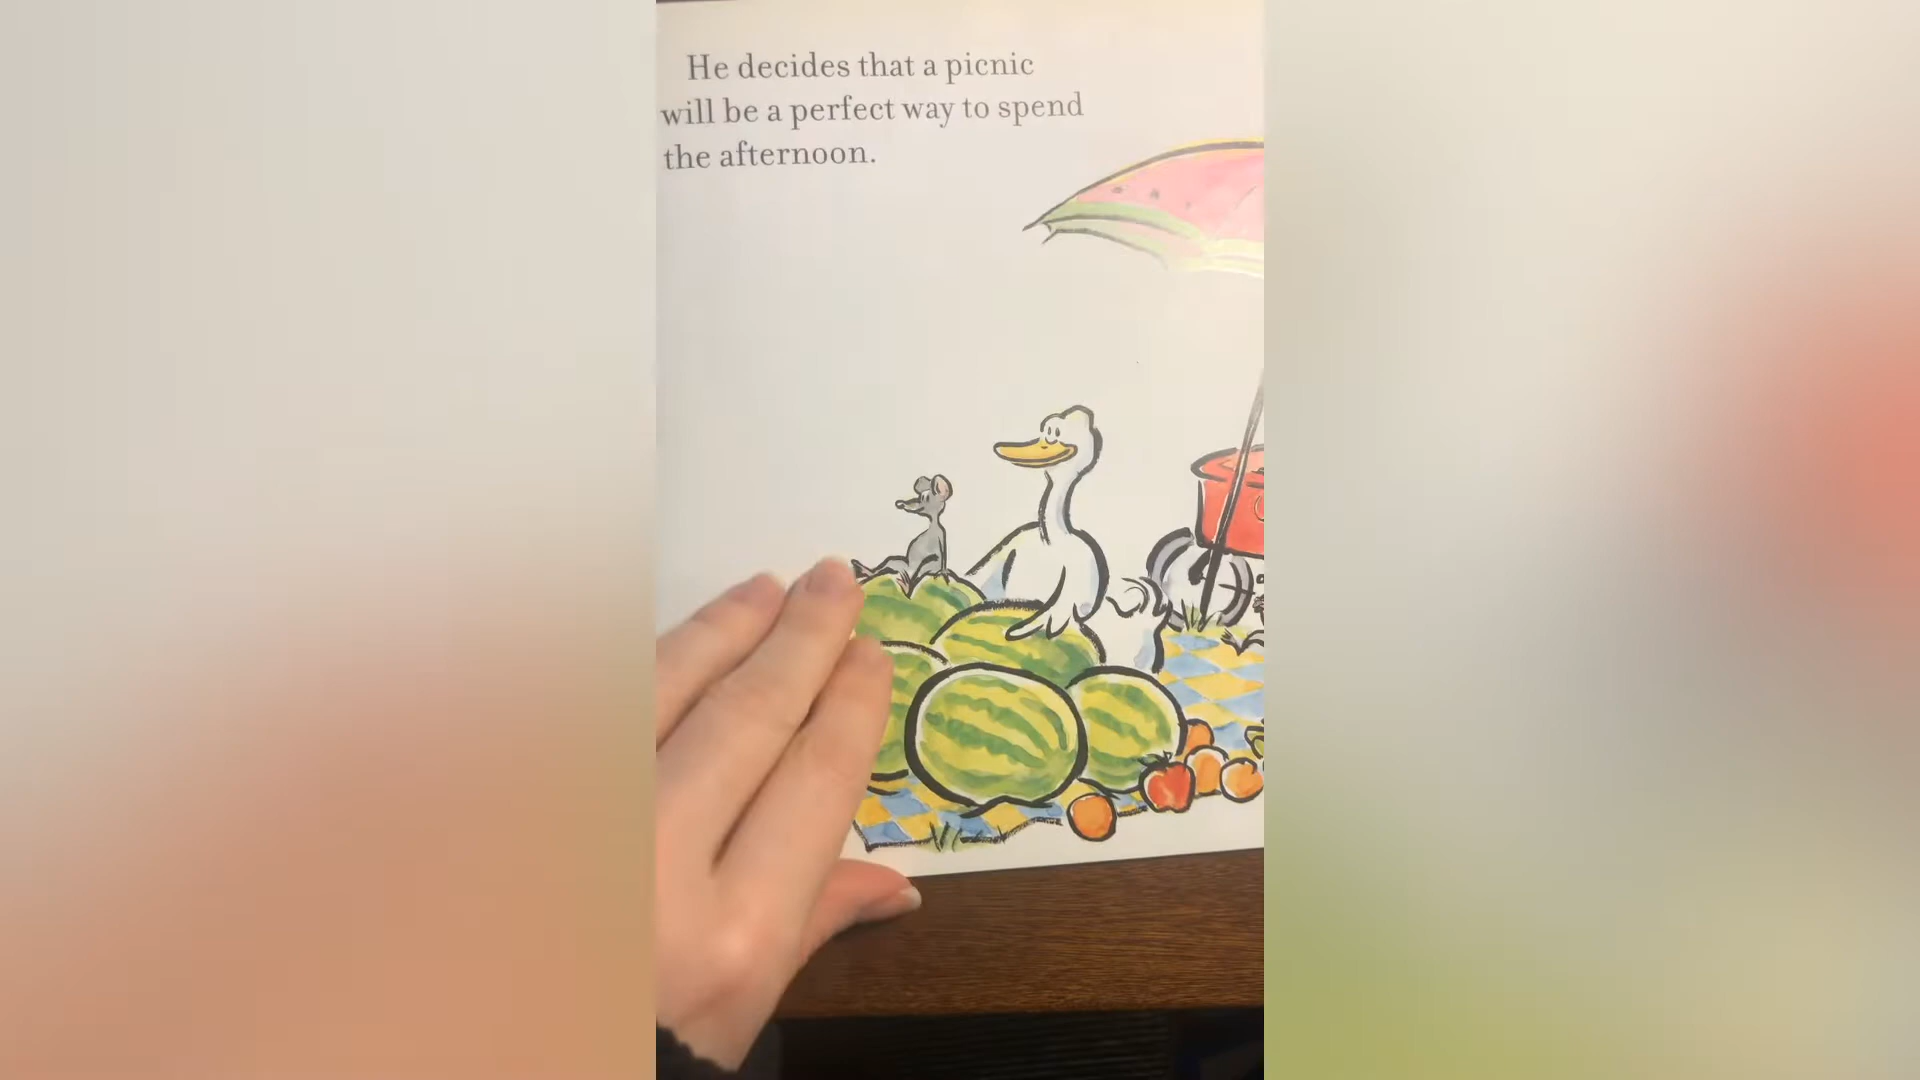 He decides that a picnic
will be a perfect way to spend
the afternoon.